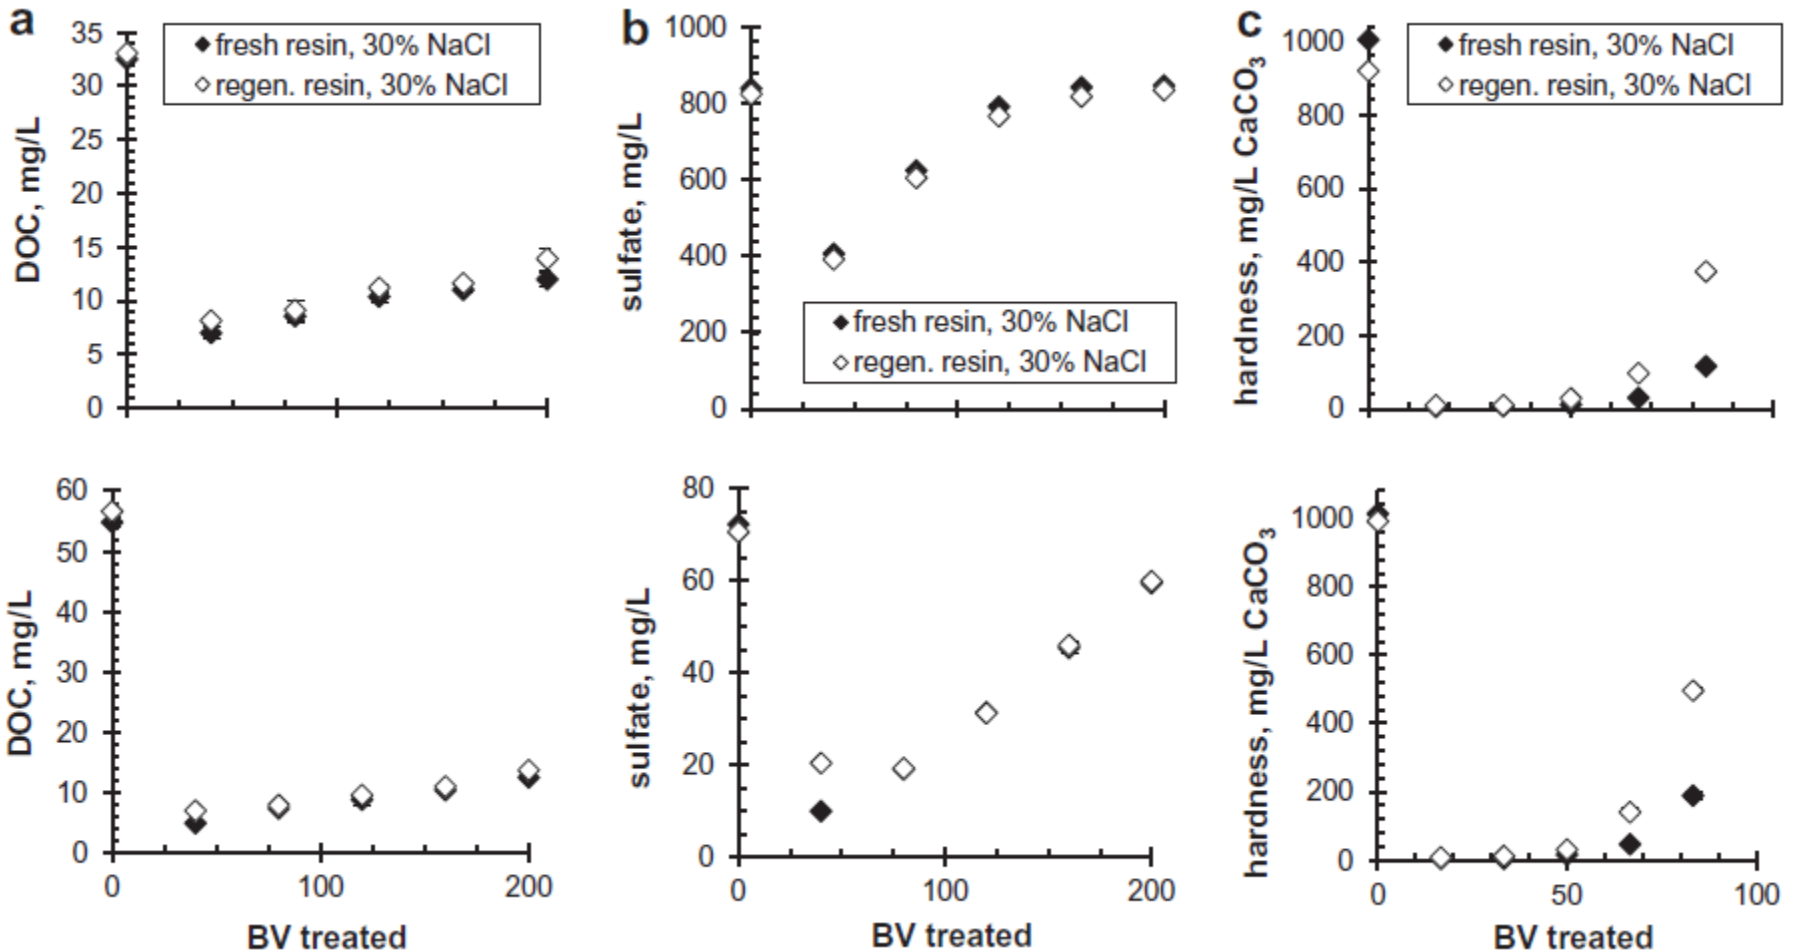 a
35
30
25
20
15
10
5
0
DOC, mg/L
fresh resin, 30% NaCl
regen. resin, 30% NaCl
b
1000
800
600
400
200
0
sulfate, mg/L
fresh resin, 30% NaCl
regen. resin, 30% NaCl
c
1000
800
600
400
200
0
hardness, mg/L CaCO3
fresh resin, 30% NaCl
regen. resin, 30% NaCl
60
50
40
30
20
10
0
DOC, mg/L
0 100 200
BV treated
80
60
40
20
0
sulfate, mg/L
0 100 200
BV treated
1000
800
600
400
200
0
hardness, mg/L CaCO3
0 50 100
BV treated